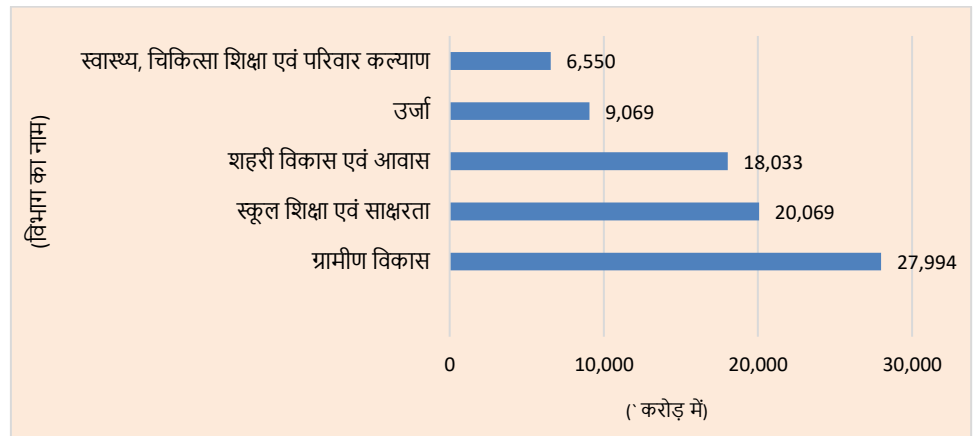 स्वास्थ्य, चिकित्सा शिक्षा एवं परिवार कल्याण 6,550
उर्जा 9,069
शहरी विकास एवं आवास 18,033
स्कूल शिक्षा एवं साक्षरता 20,069
ग्रामीण विकास 27,994
(विभाग का नाम)
0 10,000 20,000 30,000
(` करोड़ में)